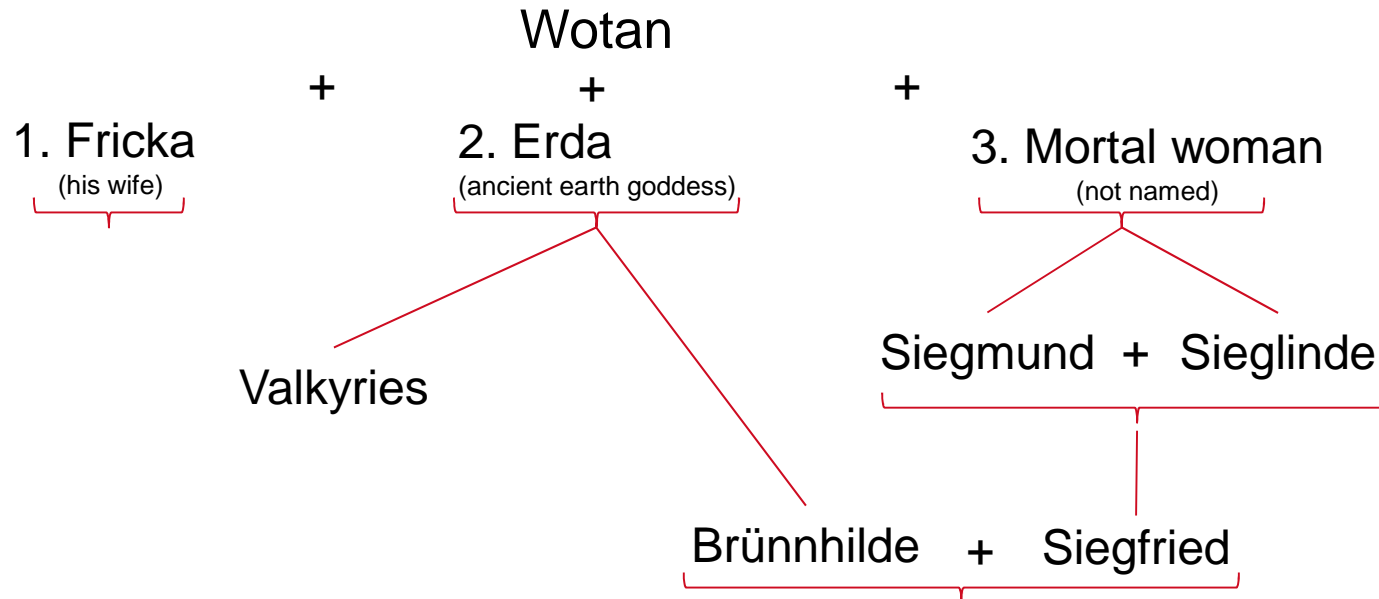 Wotan
+ + +
1. Fricka 2. Erda 3. Mortal woman
(his wife) (ancient earth goddess) (not named)
Siegmund + Sieglinde
Valkyries
Brünnhilde + Siegfried